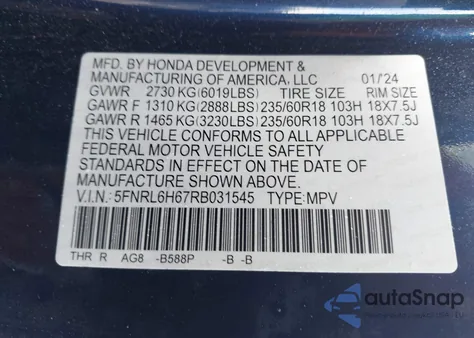 MFD. BY HONDA DEVELOPMENT &
MANUFACTURING OF AMERICA, LLC 01/24
GVWR 2730 KG (6019LBS) TIRE SIZE RIM SIZE
GAWR F 1310 KG (2888LBS) 235/60R18 103H 18X7.5J
GAWR R 1465 KG (3230LBS) 235/60R18 103H 18X7.5J
THIS VEHICLE CONFORMS TO ALL APPLICABLE
FEDERAL MOTOR VEHICLE SAFETY
STANDARDS IN EFFECT ON THE DATE OF
MANUFACTURE SHOWN ABOVE.
V.I.N.: 5FNRL6H67RB031545 TYPE: MPV
THR R AG8 -B588P -B -B
autoSnap